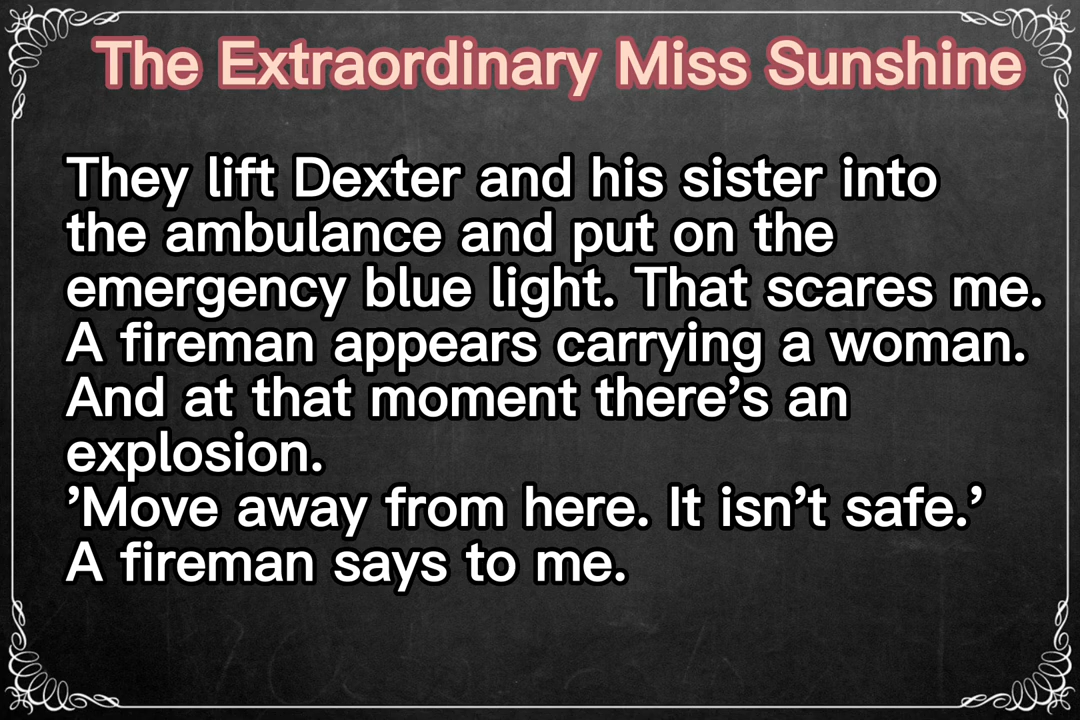 The Extraordinary Miss Sunshine
They lift Dexter and his sister into
the ambulance and put on the
emergency blue light. That scares me.
A fireman appears carrying a woman.
And at that moment there’s an
explosion.
’Move away from here. It isn’t safe.’
A fireman says to me.